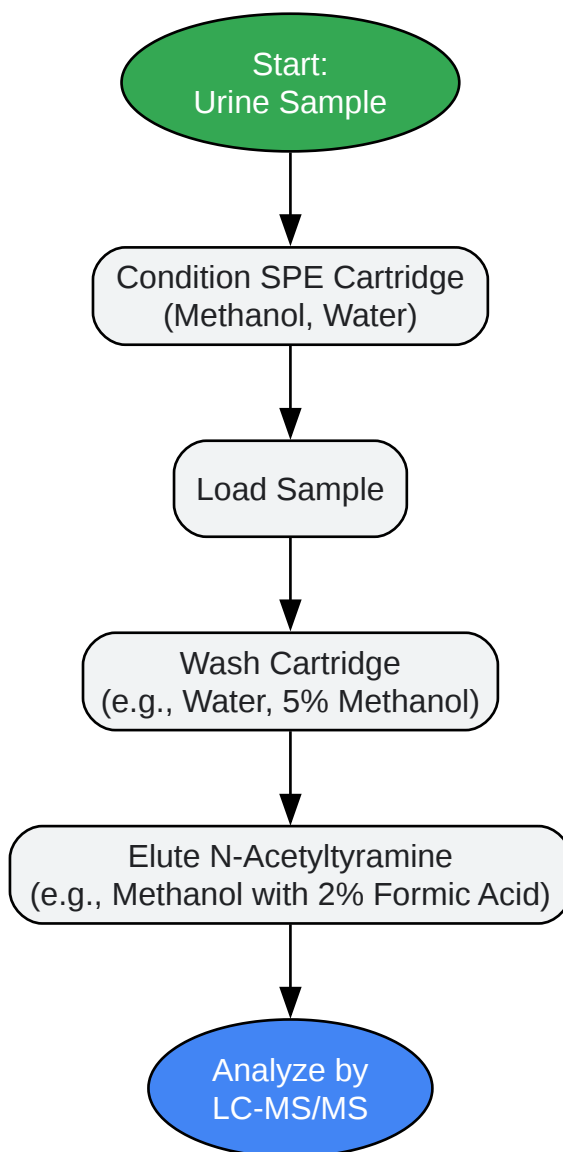 Start:
Urine Sample
Condition SPE Cartridge
(Methanol, Water)
Load Sample
Wash Cartridge
(e.g., Water, 5% Methanol)
Elute N-Acetyltyramine
(e.g., Methanol with 2% Formic Acid)
Analyze by
LC-MS/MS